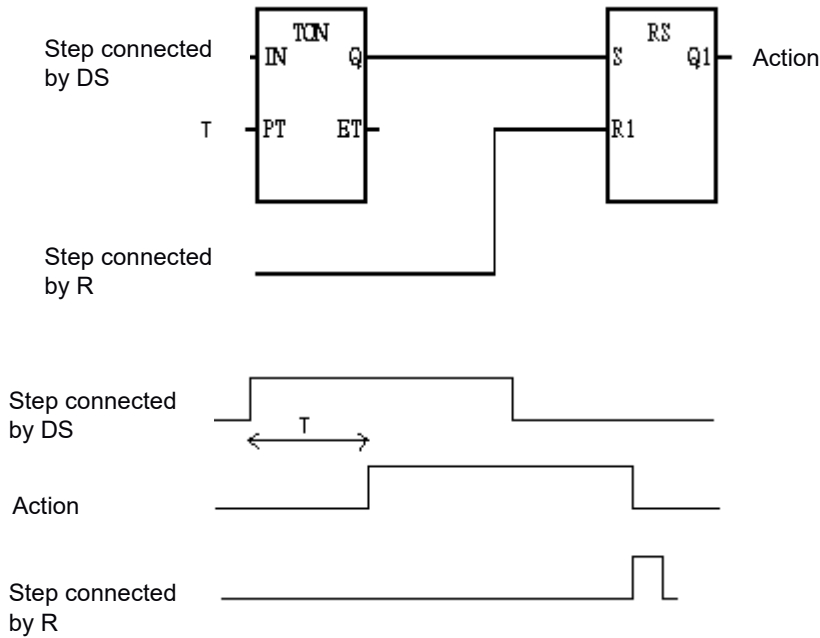 TON
RS
Step connected
by DS
IN
Q
S
Q1
Action
T
PT
ET
R1
Step connected
by R
Step connected
by DS
T
Action
Step connected
by R